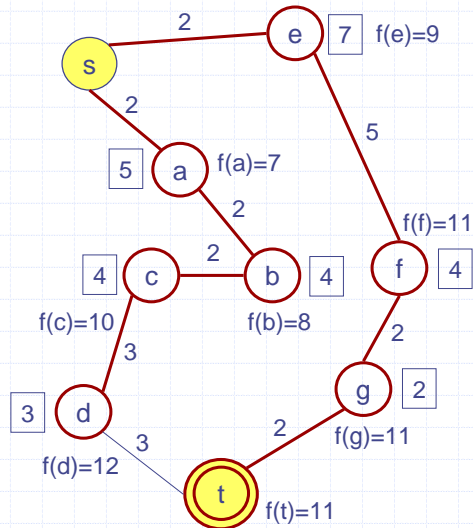 2
e 7 f(e)=9
s
2
5
5 a f(a)=7
2
f(f)=11
2
4 c b 4 f 4
f(c)=10 f(b)=8
2
3
g 2
3 d
2 f(g)=11
3
f(d)=12
t f(t)=11